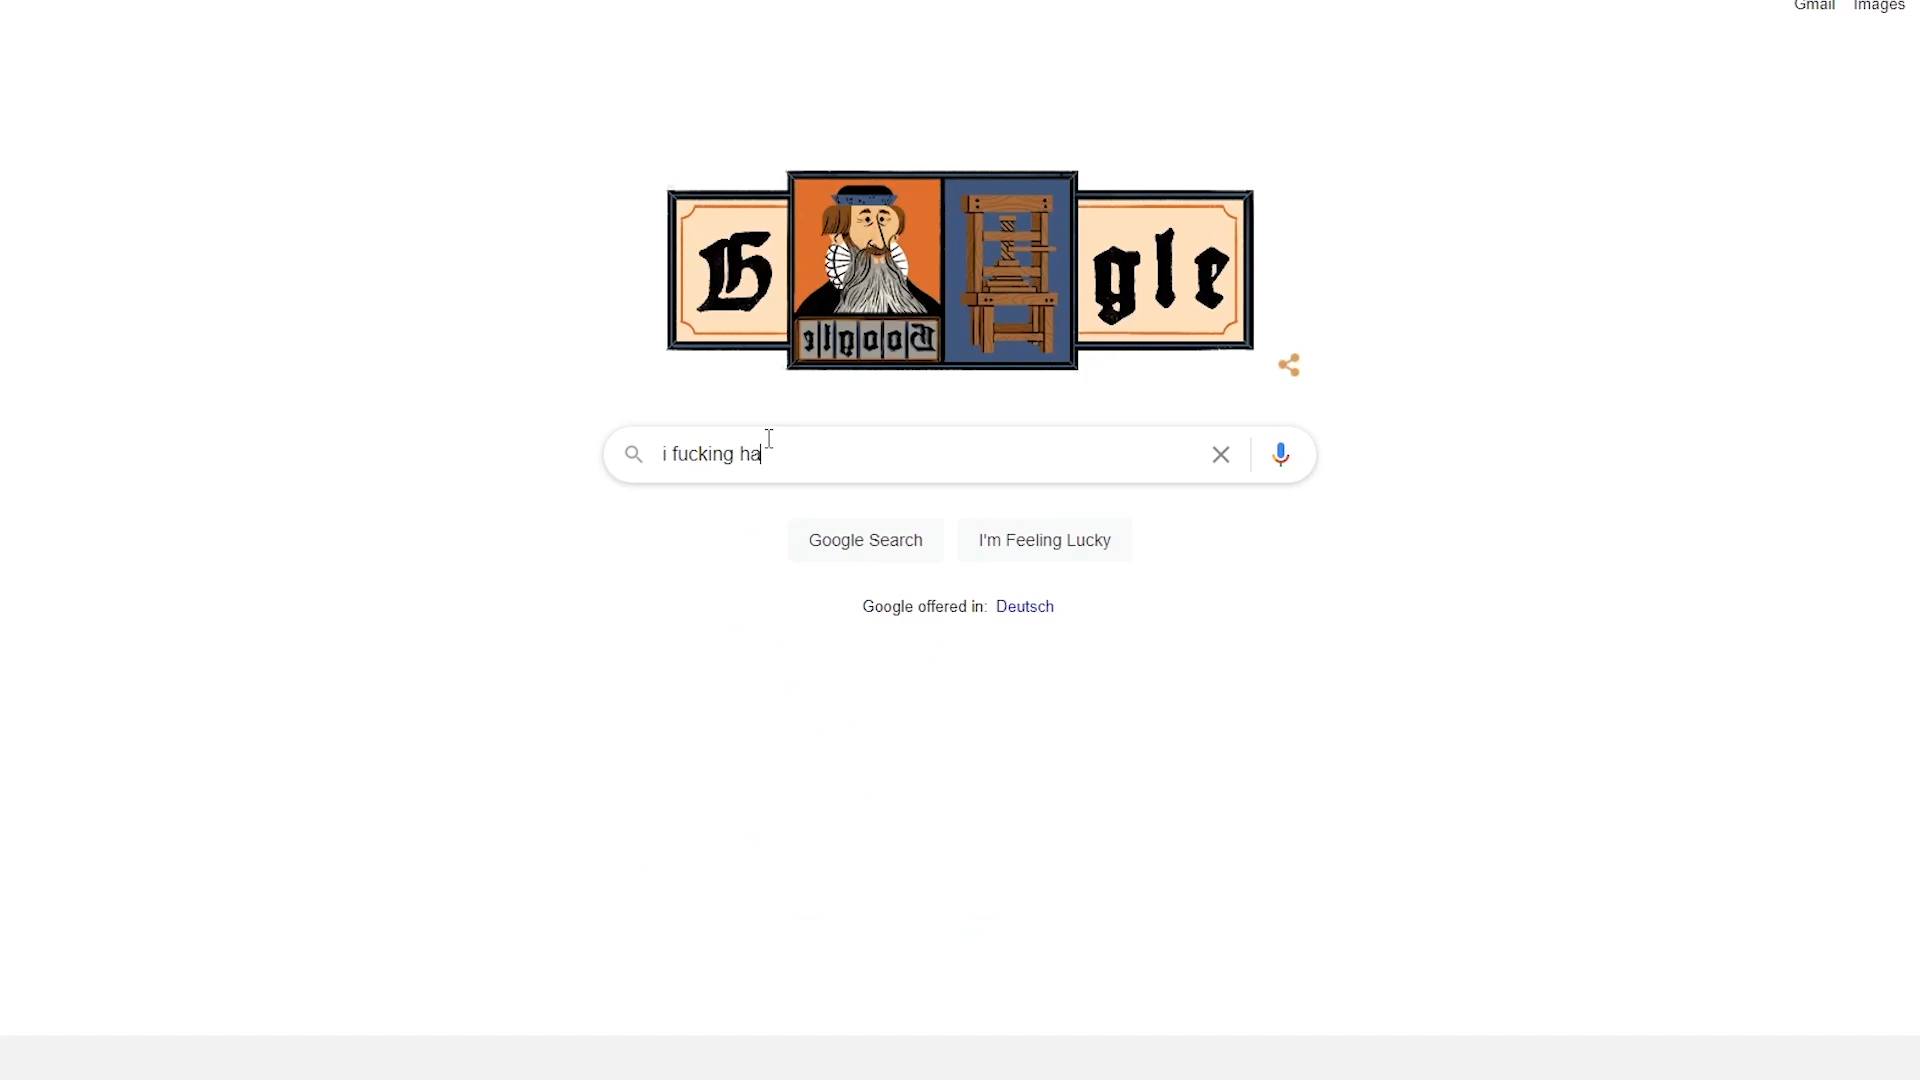 Gmail Images
G gle
Google
i fucking ha
Google Search I'm Feeling Lucky
Google offered in: Deutsch